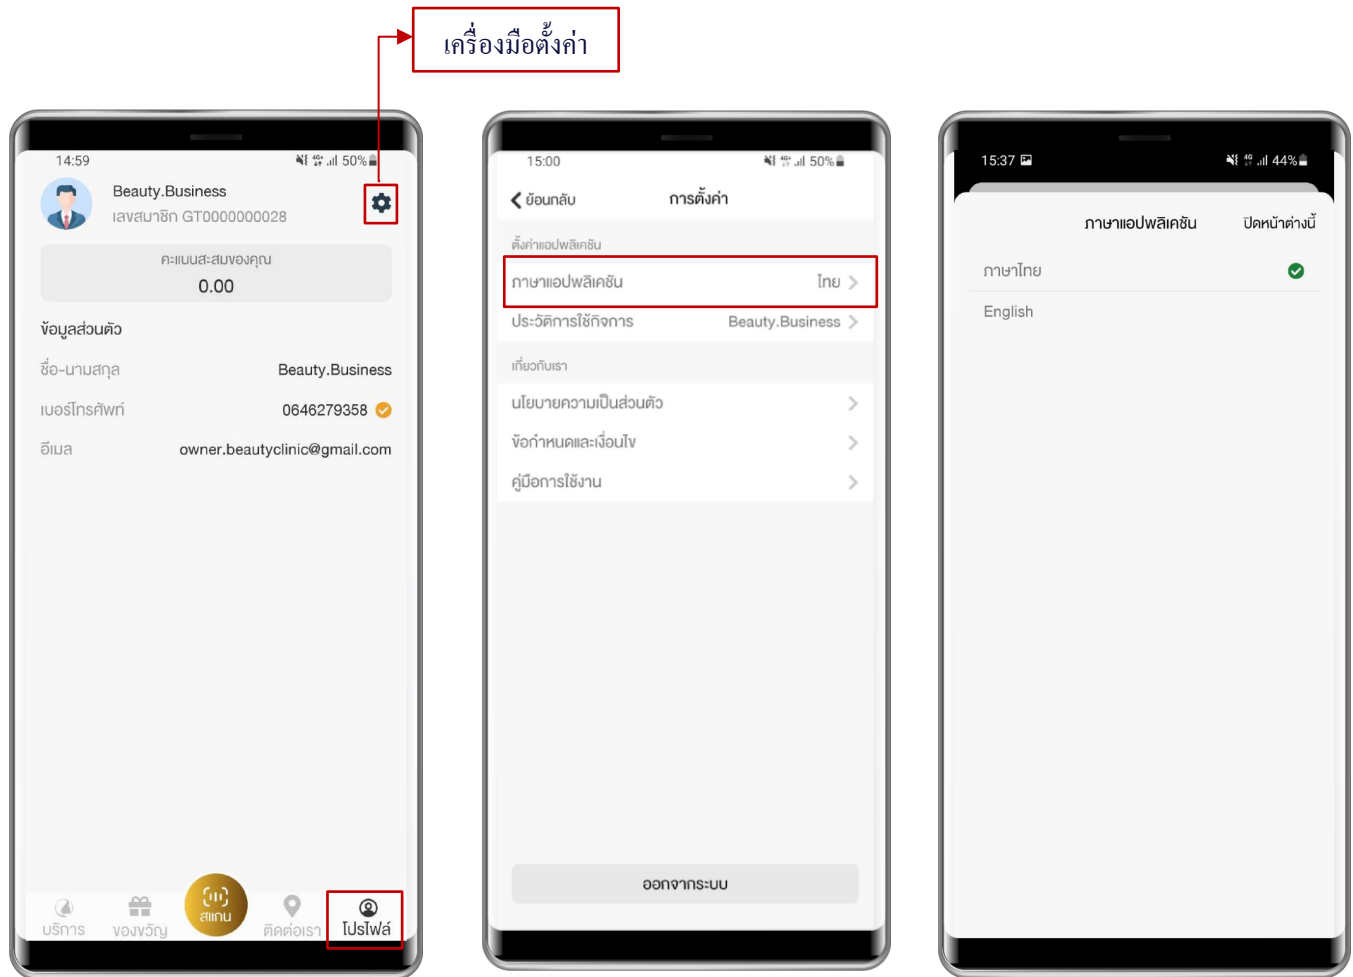 เครื่องมือตั้งค่า
14:59
4G+
50%
Beauty.Business
เลขสมาชิก GT0000000028
คะแนนสะสมของคุณ
0.00
ข้อมูลส่วนตัว
ชื่อ-นามสกุล Beauty.Business
เบอร์โทรศัพท์ 0646279358
อีเมล owner.beautyclinic@gmail.com
บริการ ของขวัญ สแกน ติดต่อเรา โปรไฟล์
15:00
4G+
50%
ย้อนกลับ การตั้งค่า
ตั้งค่าแอปพลิเคชัน
ภาษาแอปพลิเคชัน ไทย
ประวัติการใช้กิจการ Beauty.Business
เกี่ยวกับเรา
นโยบายความเป็นส่วนตัว
ข้อกำหนดและเงื่อนไข
คู่มือการใช้งาน
ออกจากระบบ
15:37
4G
44%
ภาษาแอปพลิเคชัน ปิดหน้าต่างนี้
ภาษาไทย
English